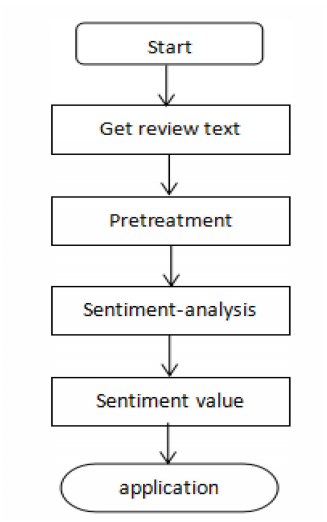 Start
Get review text
Pretreatment
Sentiment-analysis
Sentiment value
application